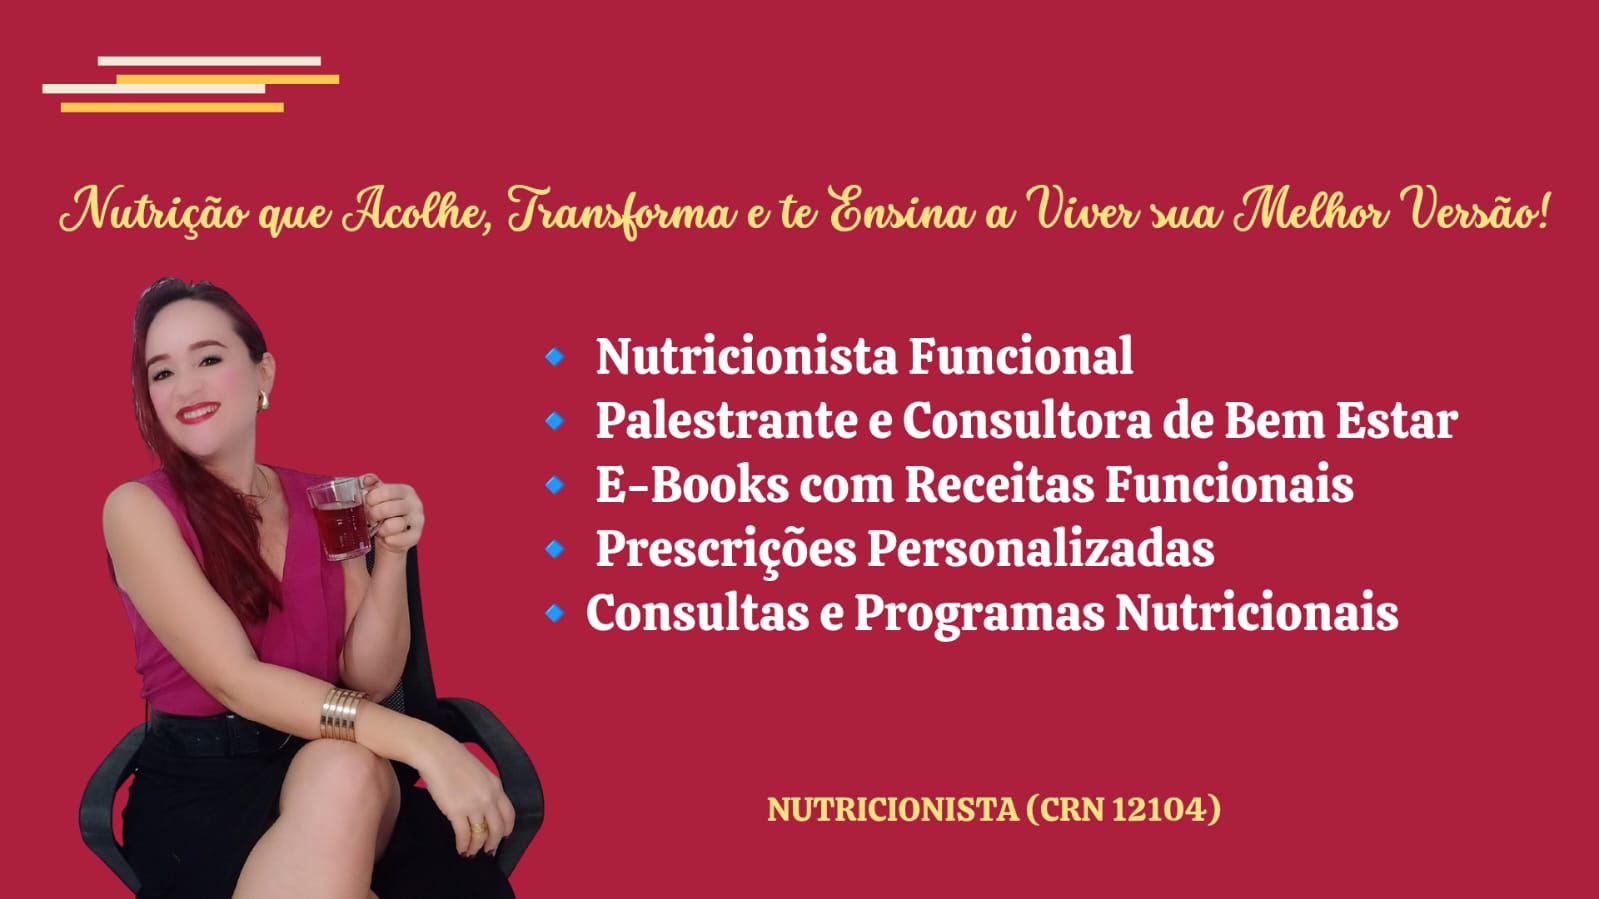 Nutrição que Acolhe, Transforma e te Ensina a Viver sua Melhor Versão!
🔹 Nutricionista Funcional
🔹 Palestrante e Consultora de Bem Estar
🔹 E-Books com Receitas Funcionais
🔹 Prescrições Personalizadas
🔹 Consultas e Programas Nutricionais
NUTRICIONISTA (CRN 12104)